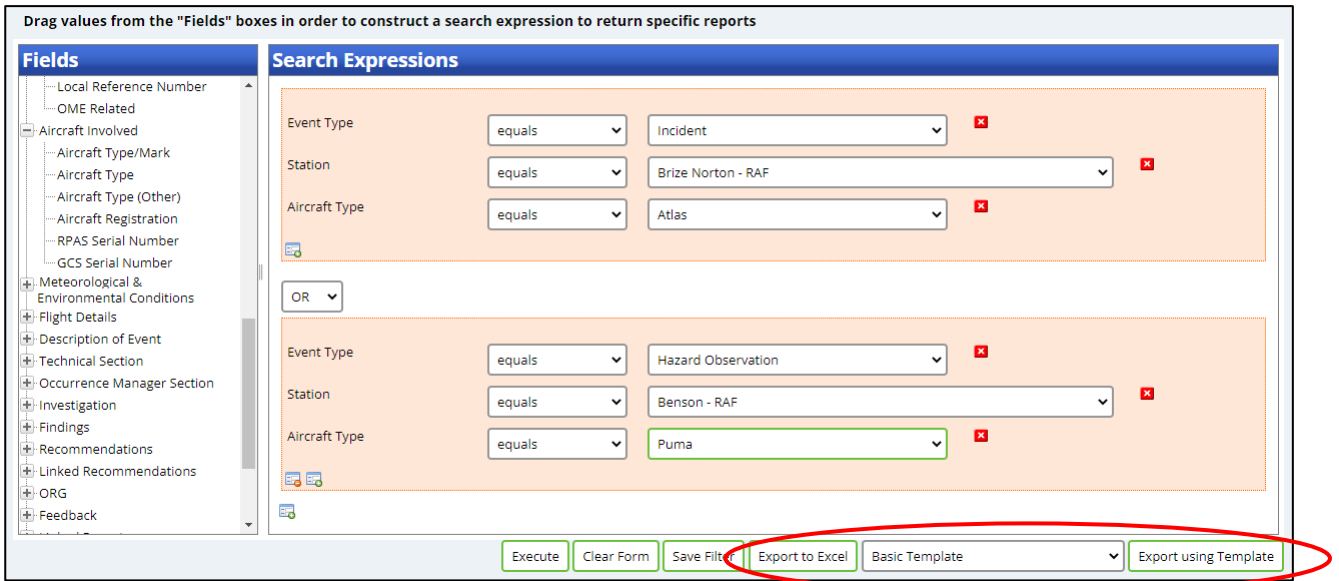 Drag values from the "Fields" boxes in order to construct a search expression to return specific reports
Fields
Local Reference Number
OME Related
Aircraft Involved
Aircraft Type/Mark
Aircraft Type
Aircraft Type (Other)
Aircraft Registration
RPAS Serial Number
GCS Serial Number
Meteorological &
Environmental Conditions
Flight Details
Description of Event
Technical Section
Occurrence Manager Section
Investigation
Findings
Recommendations
Linked Recommendations
ORG
Feedback
Search Expressions
Event Type equals Incident
Station equals Brize Norton - RAF
Aircraft Type equals Atlas
OR
Event Type equals Hazard Observation
Station equals Benson - RAF
Aircraft Type equals Puma
Execute Clear Form Save Filter Export to Excel Basic Template Export using Template